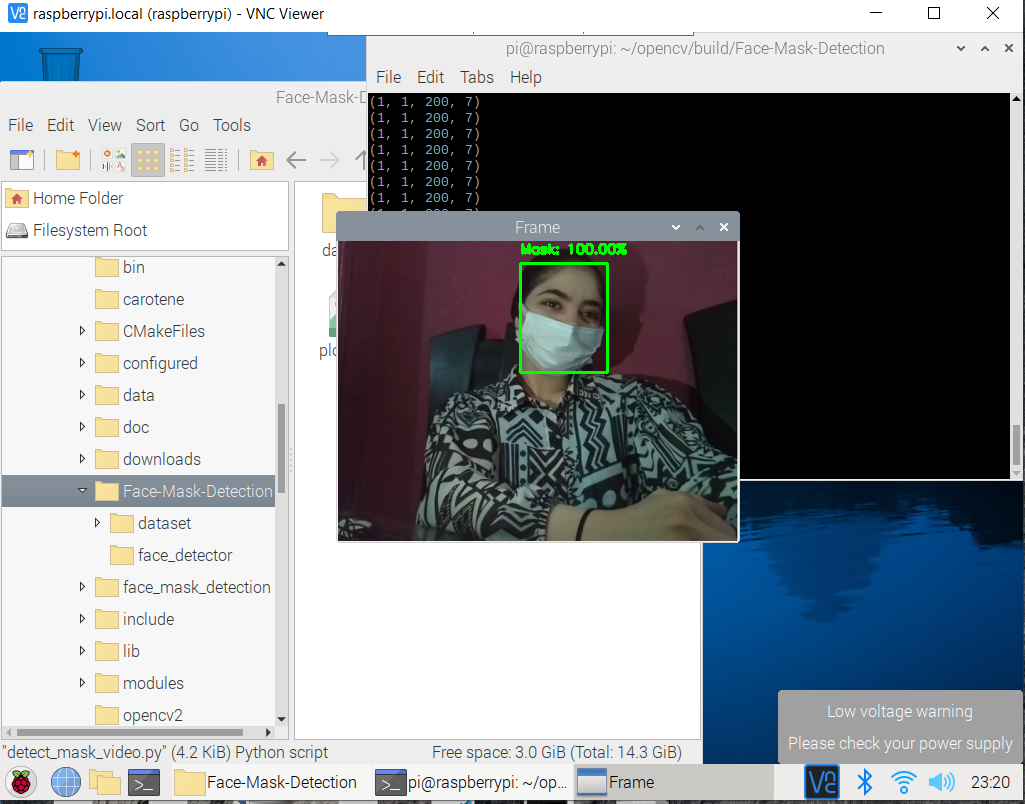 raspberrypi.local (raspberrypi) - VNC Viewer
pi@raspberrypi: ~/opencv/build/Face-Mask-Detection
File Edit Tabs Help
(1, 1, 200, 7)
(1, 1, 200, 7)
(1, 1, 200, 7)
(1, 1, 200, 7)
(1, 1, 200, 7)
(1, 1, 200, 7)
(1, 1, 200, 7)
Face-Mask-D
File Edit View Sort Go Tools
Home Folder
Filesystem Root
bin
carotene
CMakeFiles
configured
data
doc
downloads
Face-Mask-Detection
dataset
face_detector
face_mask_detection
include
lib
modules
opencv2
da
plo
Frame
Mask: 100.00%
"detect_mask_video.py" (4.2 KiB) Python script
Free space: 3.0 GiB (Total: 14.3 GiB)
Low voltage warning
Please check your power supply
Face-Mask-Detection
pi@raspberrypi: ~/op...
Frame
23:20